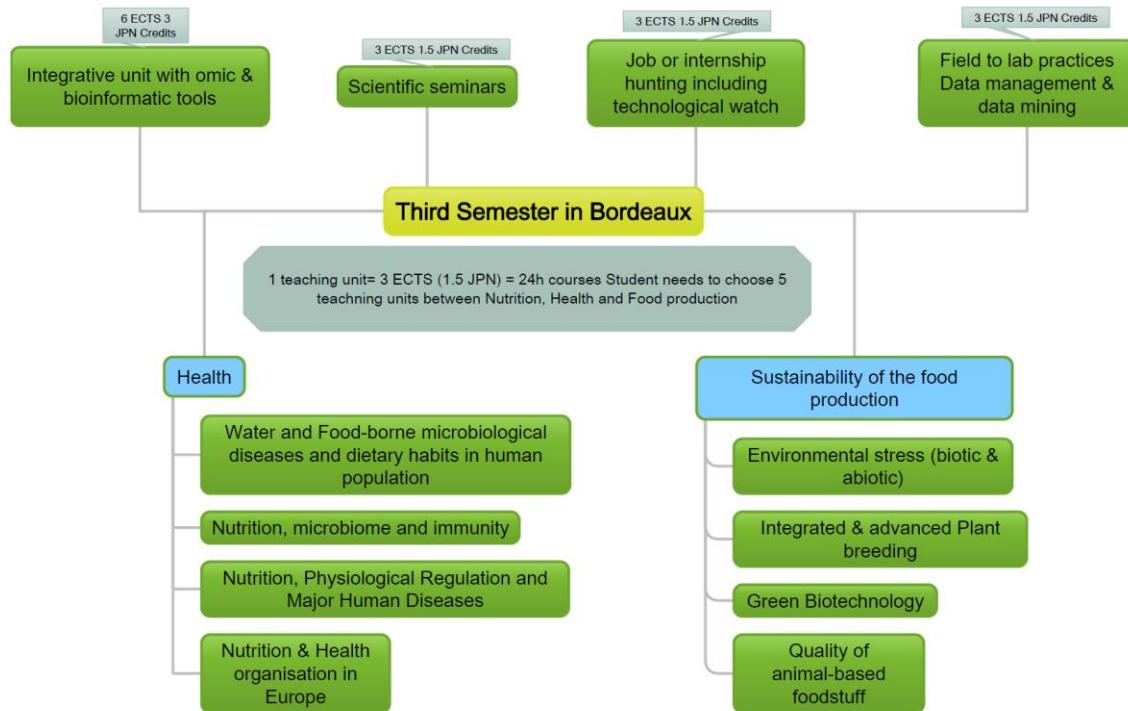 6 ECTS 3
JPN Credits
Integrative unit with omic &
bioinformatic tools
3 ECTS 1.5 JPN Credits
Scientific seminars
3 ECTS 1.5 JPN Credits
Job or internship
hunting including
technological watch
3 ECTS 1.5 JPN Credits
Field to lab practices
Data management &
data mining
Third Semester in Bordeaux
1 teaching unit= 3 ECTS (1.5 JPN) = 24h courses Student needs to choose 5
teachning units between Nutrition, Health and Food production
Health
Water and Food-borne microbiological
diseases and dietary habits in human
population
Nutrition, microbiome and immunity
Nutrition, Physiological Regulation and
Major Human Diseases
Nutrition & Health
organisation in
Europe
Sustainability of the food
production
Environmental stress (biotic &
abiotic)
Integrated & advanced Plant
breeding
Green Biotechnology
Quality of
animal-based
foodstuff